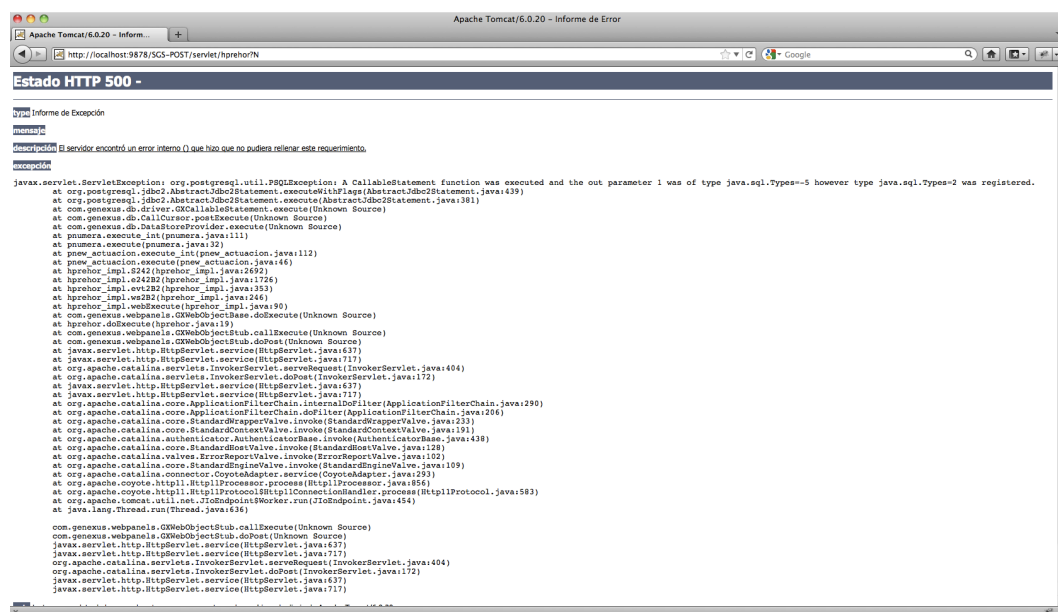 Apache Tomcat/6.0.20 – Informe de Error
Apache Tomcat/6.0.20 – Inform...
http://localhost:9878/SGS-POST/servlet/hprehor?N
Google
Estado HTTP 500 -
type Informe de Excepción
mensaje
descripción El servidor encontró un error interno () que hizo que no pudiera rellenar este requerimiento.
excepción
javax.servlet.ServletException: org.postgresql.util.PSQLException: A CallableStatement function was executed and the out parameter 1 was of type java.sql.Types=-5 however type java.sql.Types=2 was registered.
at org.postgresql.jdbc2.AbstractJdbc2Statement.executeWithFlags(AbstractJdbc2Statement.java:439)
at org.postgresql.jdbc2.AbstractJdbc2Statement.execute(AbstractJdbc2Statement.java:381)
at com.genexus.db.driver.GXCallableStatement.execute(Unknown Source)
at com.genexus.db.CallCursor.postExecute(Unknown Source)
at com.genexus.db.DataStoreProvider.execute(Unknown Source)
at pnumera.execute_int(pnumera.java:111)
at pnumera.execute(pnumera.java:32)
at pnew_actuacion.execute_int(pnew_actuacion.java:112)
at pnew_actuacion.execute(pnew_actuacion.java:46)
at hprehor_impl.S242(hprehor_impl.java:2692)
at hprehor_impl.e242B2(hprehor_impl.java:1726)
at hprehor_impl.evt2B2(hprehor_impl.java:353)
at hprehor_impl.ws2B2(hprehor_impl.java:246)
at hprehor_impl.webExecute(hprehor_impl.java:90)
at com.genexus.webpanels.GXWebObjectBase.doExecute(Unknown Source)
at hprehor.doExecute(hprehor.java:19)
at com.genexus.webpanels.GXWebObjectStub.callExecute(Unknown Source)
at com.genexus.webpanels.GXWebObjectStub.doPost(Unknown Source)
at javax.servlet.http.HttpServlet.service(HttpServlet.java:637)
at javax.servlet.http.HttpServlet.service(HttpServlet.java:717)
at org.apache.catalina.servlets.InvokerServlet.serveRequest(InvokerServlet.java:404)
at org.apache.catalina.servlets.InvokerServlet.doPost(InvokerServlet.java:172)
at javax.servlet.http.HttpServlet.service(HttpServlet.java:637)
at javax.servlet.http.HttpServlet.service(HttpServlet.java:717)
at org.apache.catalina.core.ApplicationFilterChain.internalDoFilter(ApplicationFilterChain.java:290)
at org.apache.catalina.core.ApplicationFilterChain.doFilter(ApplicationFilterChain.java:206)
at org.apache.catalina.core.StandardWrapperValve.invoke(StandardWrapperValve.java:233)
at org.apache.catalina.core.StandardContextValve.invoke(StandardContextValve.java:191)
at org.apache.catalina.authenticator.AuthenticatorBase.invoke(AuthenticatorBase.java:438)
at org.apache.catalina.core.StandardHostValve.invoke(StandardHostValve.java:128)
at org.apache.catalina.valves.ErrorReportValve.invoke(ErrorReportValve.java:102)
at org.apache.catalina.core.StandardEngineValve.invoke(StandardEngineValve.java:109)
at org.apache.catalina.connector.CoyoteAdapter.service(CoyoteAdapter.java:293)
at org.apache.coyote.http11.Http11Processor.process(Http11Processor.java:856)
at org.apache.coyote.http11.Http11Protocol$Http11ConnectionHandler.process(Http11Protocol.java:583)
at org.apache.tomcat.util.net.JIoEndpoint$Worker.run(JIoEndpoint.java:454)
at java.lang.Thread.run(Thread.java:636)
com.genexus.webpanels.GXWebObjectStub.callExecute(Unknown Source)
com.genexus.webpanels.GXWebObjectStub.doPost(Unknown Source)
javax.servlet.http.HttpServlet.service(HttpServlet.java:637)
javax.servlet.http.HttpServlet.service(HttpServlet.java:717)
org.apache.catalina.servlets.InvokerServlet.serveRequest(InvokerServlet.java:404)
org.apache.catalina.servlets.InvokerServlet.doPost(InvokerServlet.java:172)
javax.servlet.http.HttpServlet.service(HttpServlet.java:637)
javax.servlet.http.HttpServlet.service(HttpServlet.java:717)